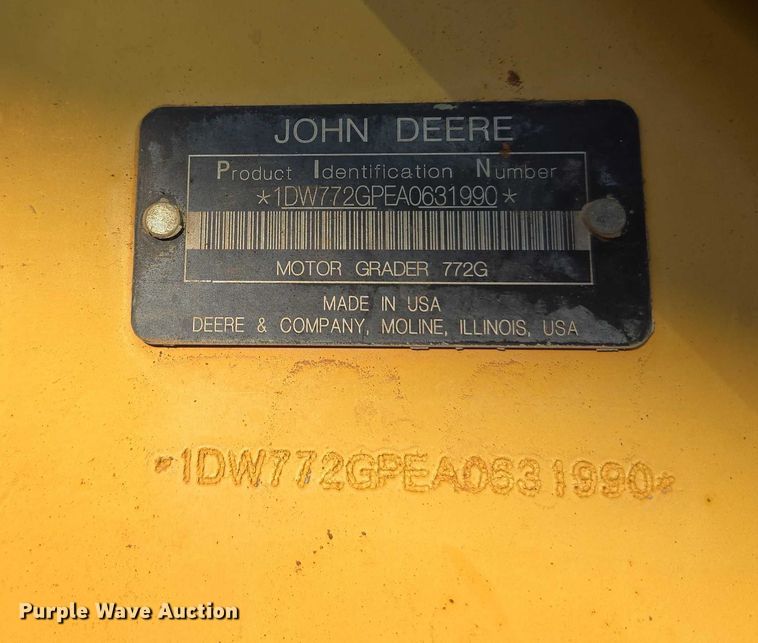 JOHN DEERE
Product Identification Number
*1DW772GPEA0631990*
MOTOR GRADER 772G
MADE IN USA
DEERE & COMPANY, MOLINE, ILLINOIS, USA
*1DW772GPEA0631990*
Purple Wave Auction